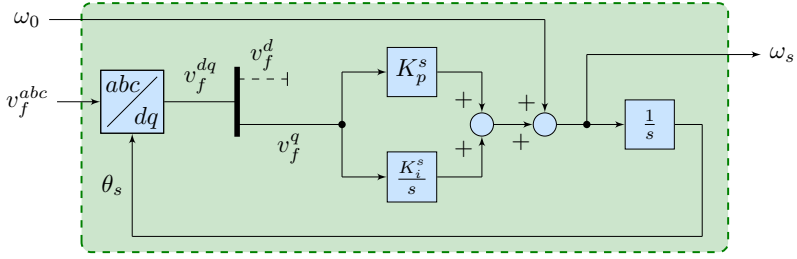 ω₀
v_f^{abc}
abc
dq
v_f^{dq}
v_f^d
v_f^q
K_p^s
K_i^s
s
+
+
+
+
1
s
ω_s
θ_s